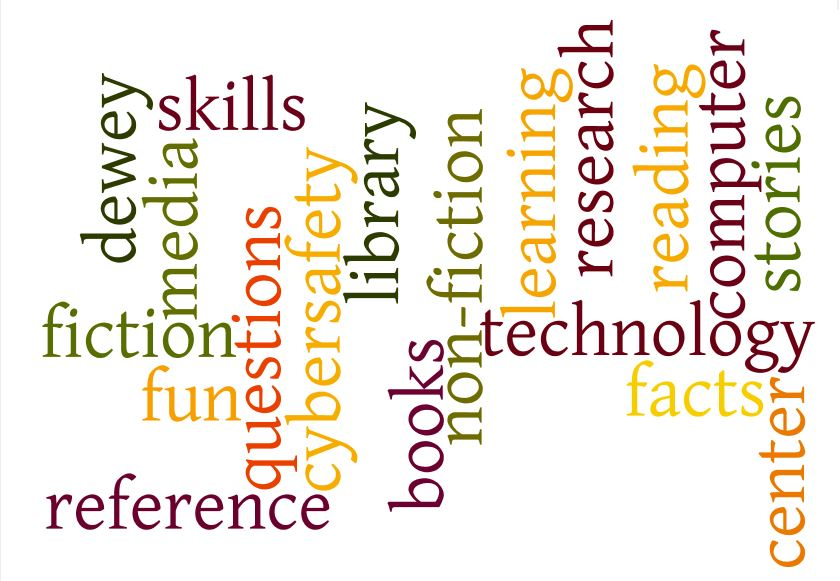 dewey
skills
media
questions
cybersafety
library
non-fiction
learning
research
reading
computer
stories
fiction
technology
fun
books
facts
center
reference